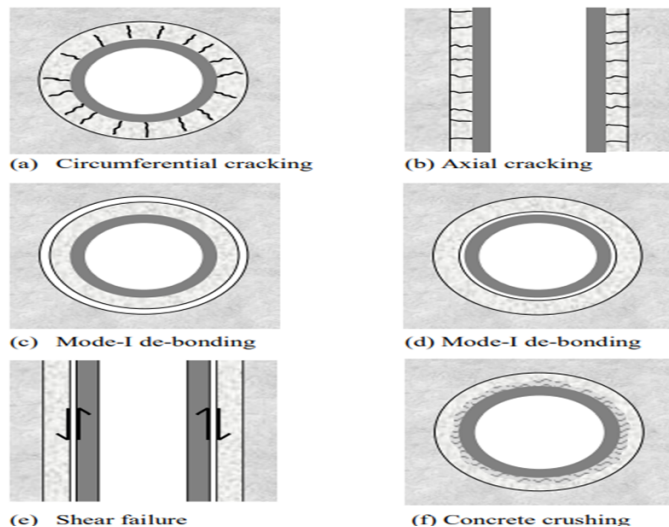 (a) Circumferential cracking
(b) Axial cracking
(c) Mode-I de-bonding
(d) Mode-I de-bonding
(e) Shear failure
(f) Concrete crushing